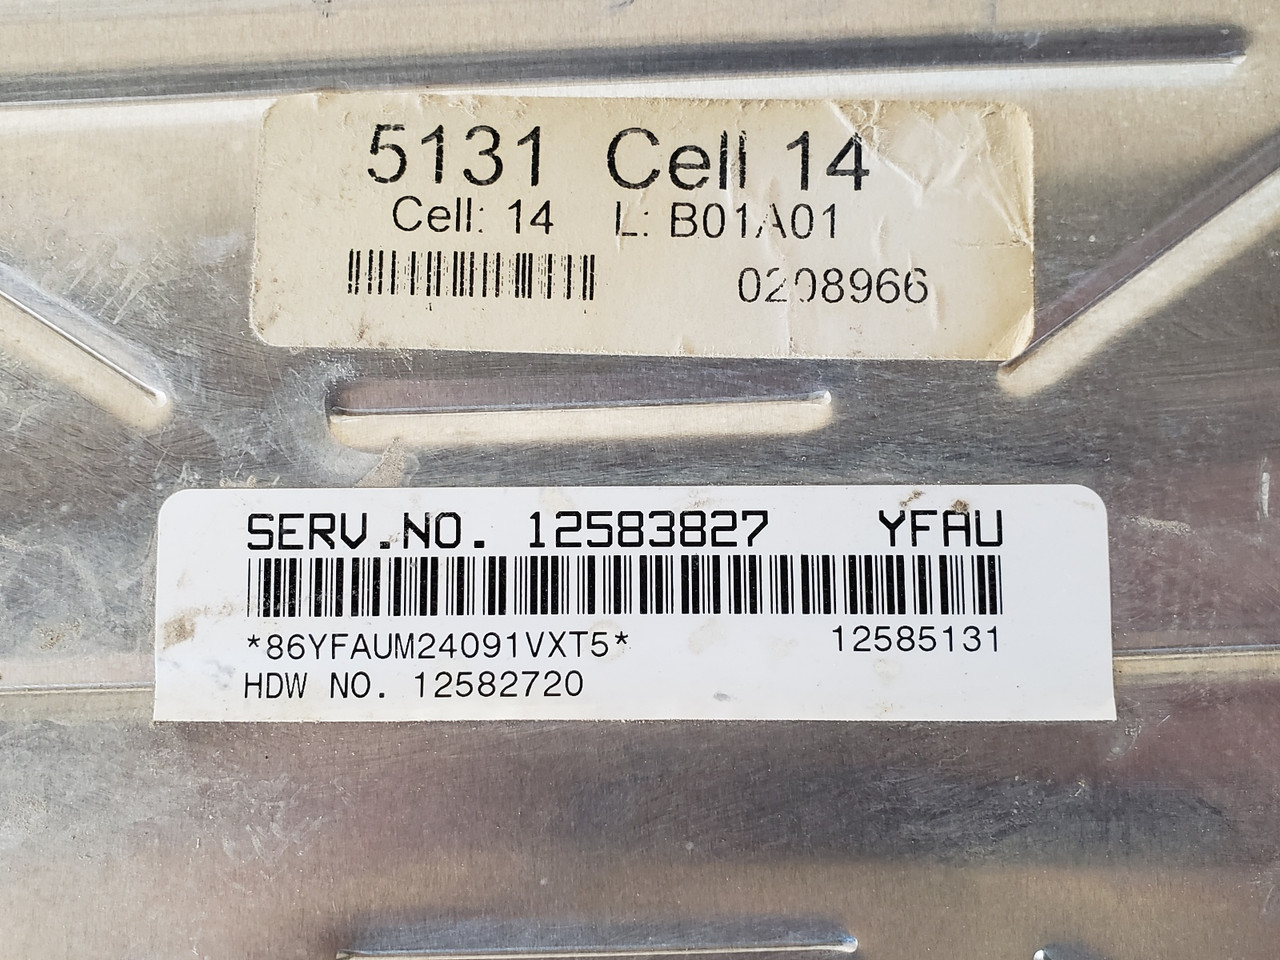 5131 Cell 14
Cell: 14 L: B01A01
0208966
SERV.NO. 12583827 YFAU
*86YFAUM24091VXT5* 12585131
HDW NO. 12582720